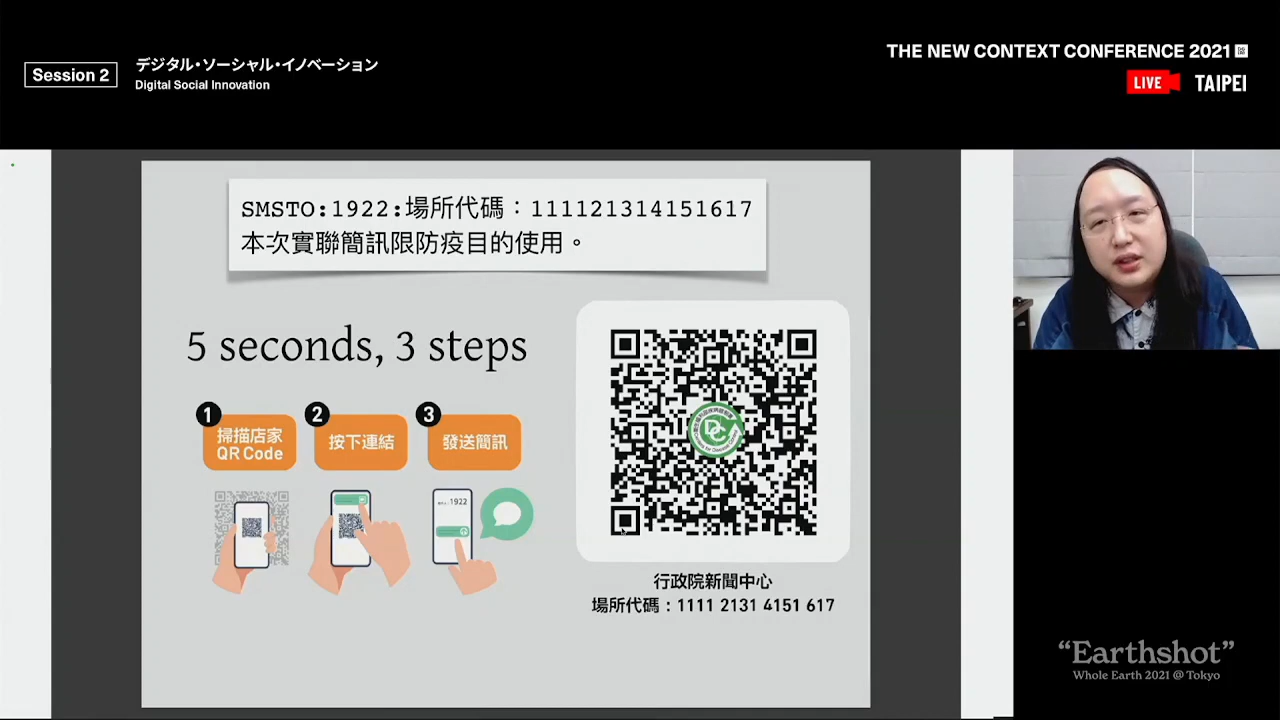 Session 2
デジタル・ソーシャル・イノベーション
Digital Social Innovation
THE NEW CONTEXT CONFERENCE 2021
LIVE
TAIPEI
SMSTO:1922:場所代碼:111121314151617
本次實聯簡訊限防疫目的使用。
5 seconds, 3 steps
1
掃描店家
QR Code
2
按下連結
3
發送簡訊
1922
行政院新聞中心
場所代碼:1111 2131 4151 617
“Earthshot”
Whole Earth 2021 @ Tokyo